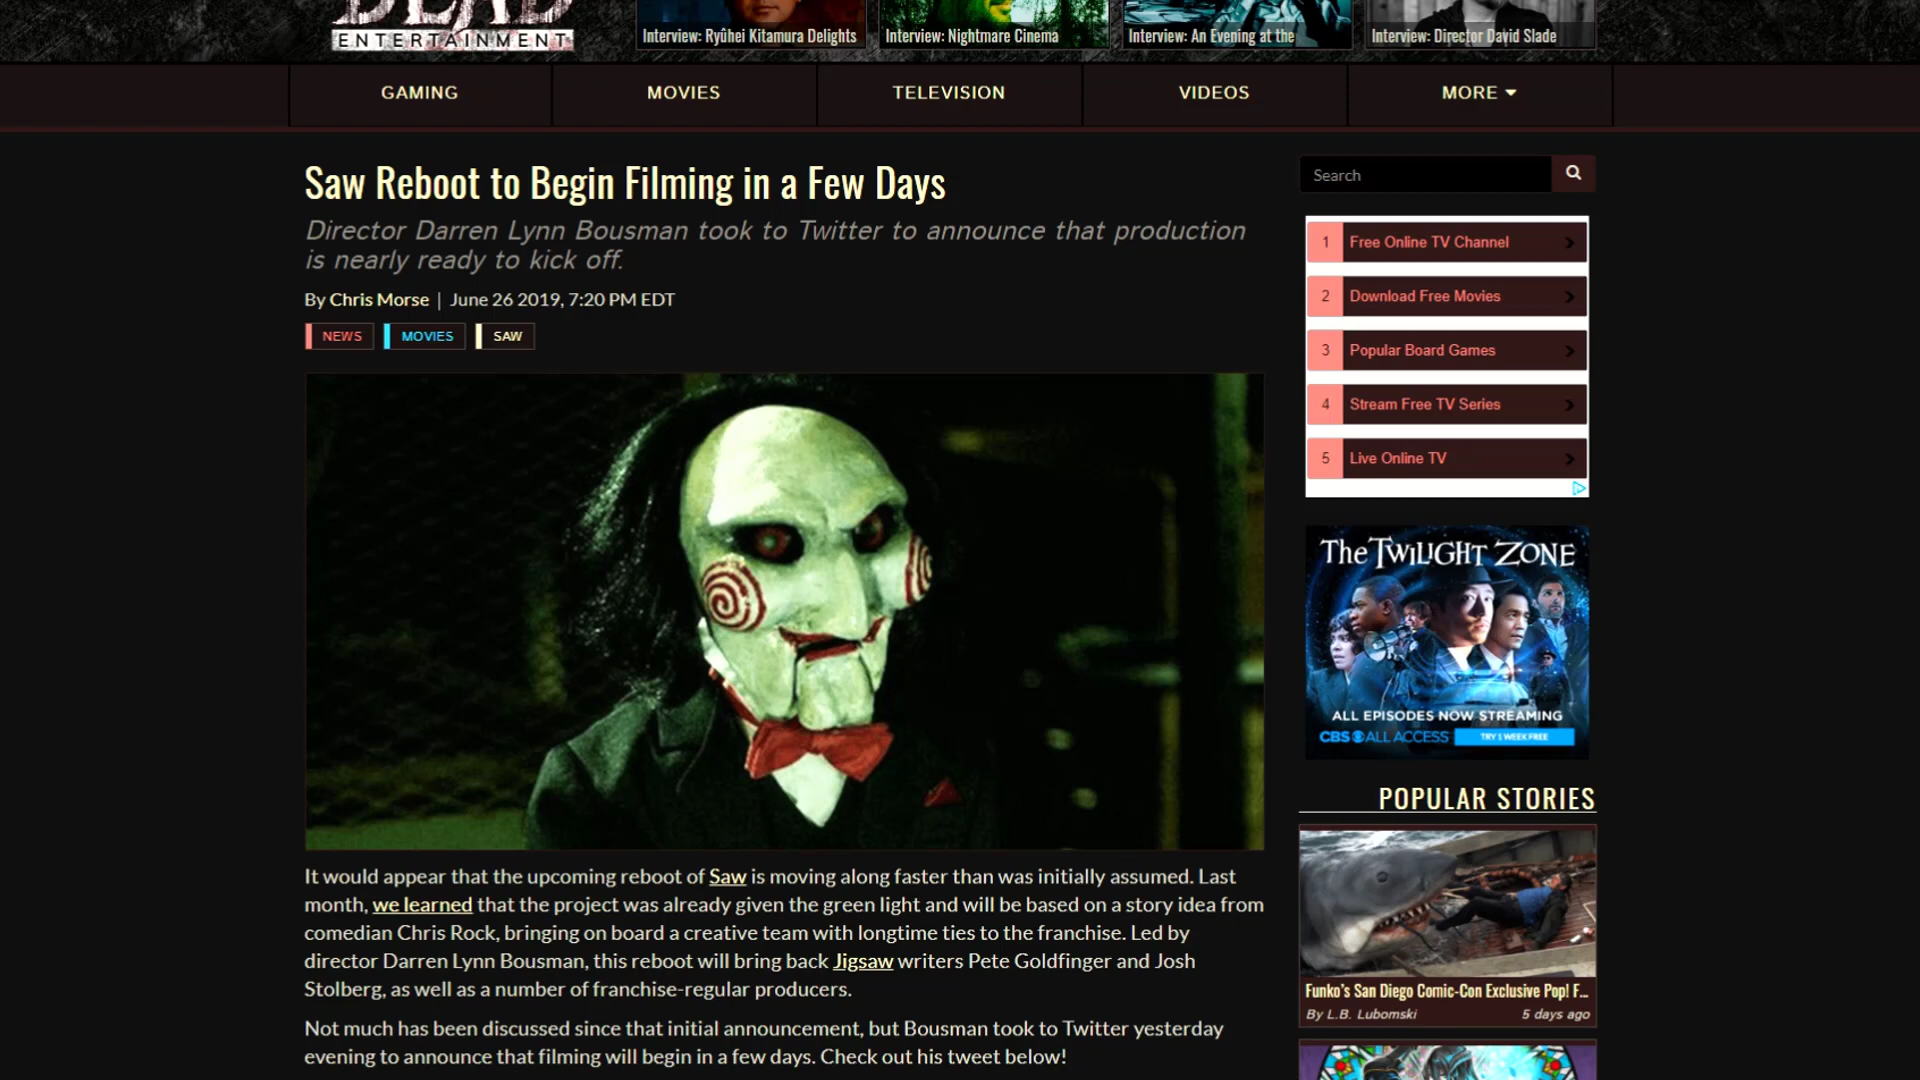 DEAD
ENTERTAINMENT
Interview: Ryûhei Kitamura Delights
Interview: Nightmare Cinema
Interview: An Evening at the
Interview: Director David Slade
GAMING
MOVIES
TELEVISION
VIDEOS
MORE
Saw Reboot to Begin Filming in a Few Days
Director Darren Lynn Bousman took to Twitter to announce that production
is nearly ready to kick off.
By Chris Morse | June 26 2019, 7:20 PM EDT
NEWS
MOVIES
SAW
It would appear that the upcoming reboot of Saw is moving along faster than was initially assumed. Last
month, we learned that the project was already given the green light and will be based on a story idea from
comedian Chris Rock, bringing on board a creative team with longtime ties to the franchise. Led by
director Darren Lynn Bousman, this reboot will bring back Jigsaw writers Pete Goldfinger and Josh
Stolberg, as well as a number of franchise-regular producers.
Not much has been discussed since that initial announcement, but Bousman took to Twitter yesterday
evening to announce that filming will begin in a few days. Check out his tweet below!
Search
1 Free Online TV Channel
2 Download Free Movies
3 Popular Board Games
4 Stream Free TV Series
5 Live Online TV
The TWILIGHT ZONE
ALL EPISODES NOW STREAMING
CBS ALL ACCESS TRY 1 WEEK FREE
POPULAR STORIES
Funko's San Diego Comic-Con Exclusive Pop! F...
By L.B. Lubomski 5 days ago